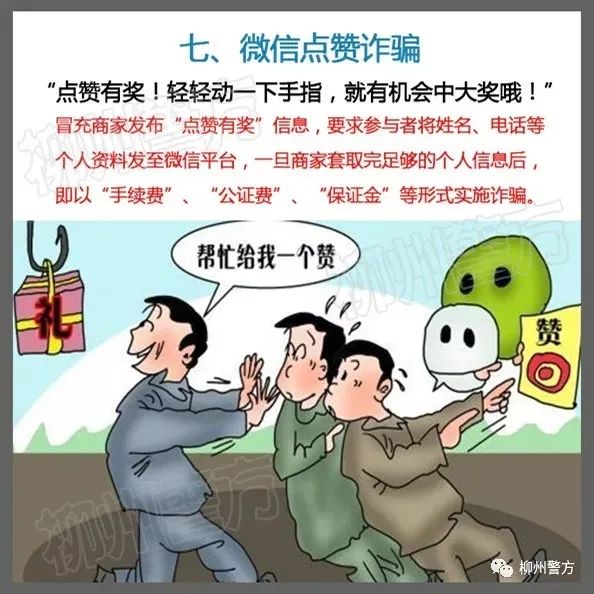 七、微信点赞诈骗
“点赞有奖！轻轻动一下手指，就有机会中大奖哦！”
冒充商家发布“点赞有奖”信息，要求参与者将姓名、电话等
个人资料发至微信平台，一旦商家套取完足够的个人信息后，
即以“手续费”、“公证费”、“保证金”等形式实施诈骗。
帮忙给我一个赞
礼
赞
柳州警方
柳州警方
柳州警方
柳州警方